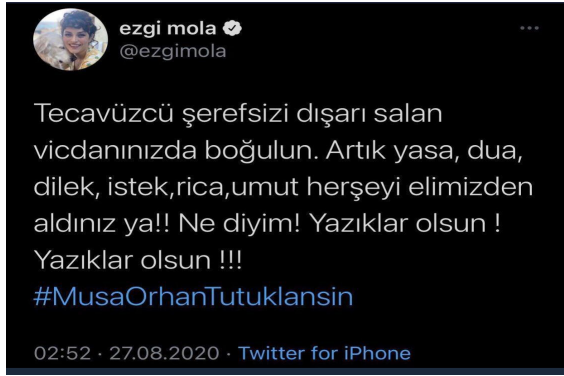 ezgi mola
@ezgimola
Tecavüzcü şerefsizi dışarı salan
vicdanınızda boğulun. Artık yasa, dua,
dilek, istek,rica,umut herşeyi elimizden
aldınız ya!! Ne diyim! Yazıklar olsun !
Yazıklar olsun !!!
#MusaOrhanTutuklansin
02:52 · 27.08.2020 · Twitter for iPhone